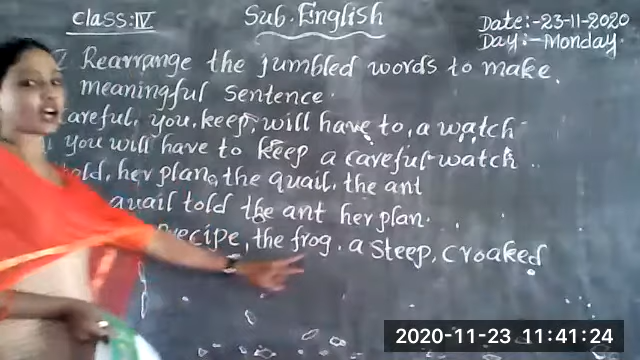 Class:IV
Sub. English
Date:-23-11-2020
Day:-Monday.
Rearrange the jumbled words to make
meaningful sentence.
areful, you, keep, will have to, a watch
you will have to keep a careful watch
told, her plan, the quail, the ant
quail told the ant her plan.
recipe, the frog, a steep, croaked
2020-11-23 11:41:24